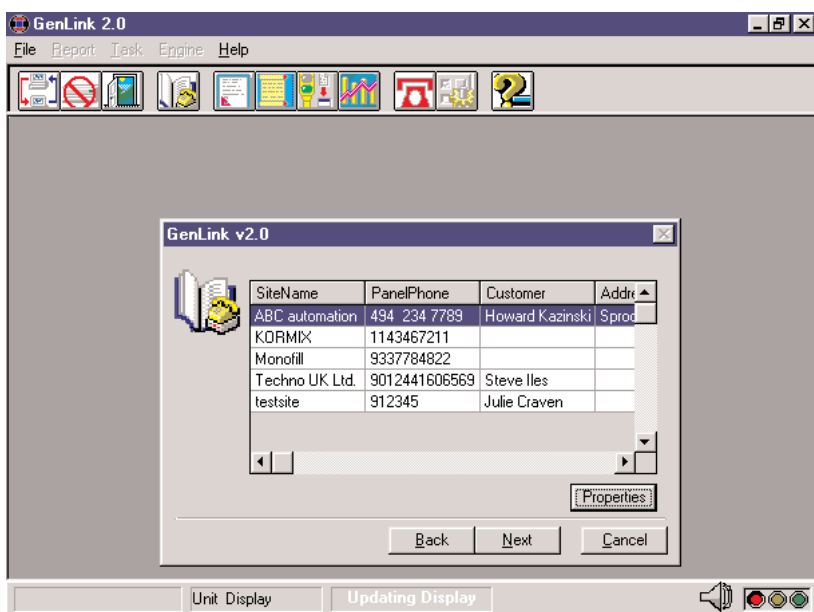 GenLink 2.0
File Report Task Engine Help
GenLink v2.0
SiteName PanelPhone Customer Addre
ABC automation 494 234 7789 Howard Kazinski Sproc
KORMIX 1143467211
Monofill 9337784822
Techno UK Ltd. 9012441606569 Steve Iles
testsite 912345 Julie Craven
Properties
Back Next Cancel
Unit Display Updating Display